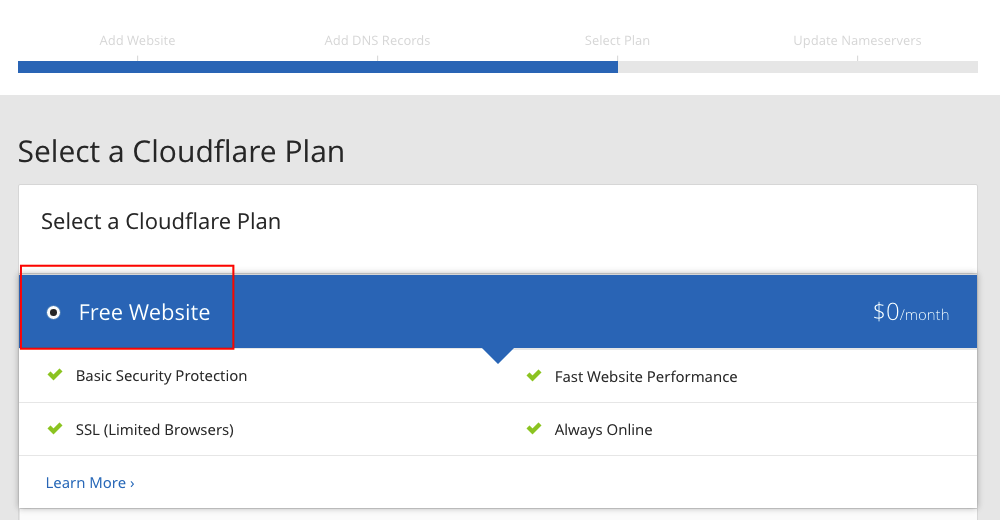 Add Website
Add DNS Records
Select Plan
Update Nameservers
Select a Cloudflare Plan
Select a Cloudflare Plan
Free Website
$0/month
Basic Security Protection
Fast Website Performance
SSL (Limited Browsers)
Always Online
Learn More ›